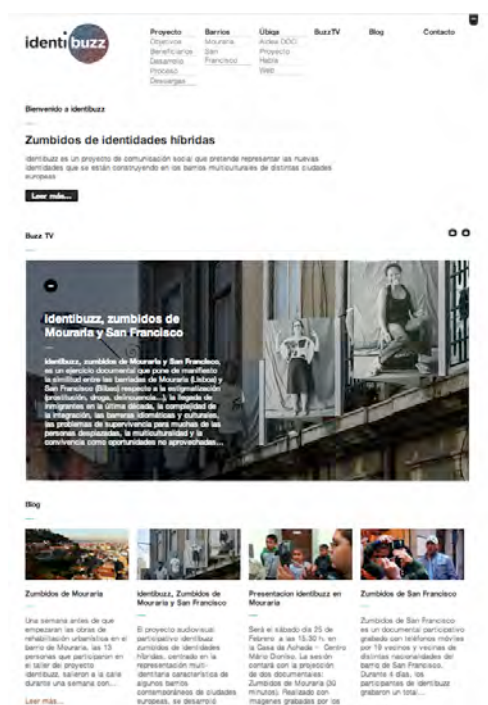 identi buzz
Proyecto
Objetivos
Beneficiarios
Desarrollo
Proceso
Descargas
Barrios
Mouraria
San
Francisco
Übiqa
Aldea DOCI
Proyecto
Habla
Web
BuzzTV
Blog
Contacto
Bienvenido a identibuzz
Zumbidos de identidades híbridas
identibuzz es un proyecto de comunicación social que pretende representar las nuevas
identidades que se están construyendo en los barrios multiculturales de distintas ciudades
europeas
Leer más...
Buzz TV
identibuzz, zumbidos de
Mouraria y San Francisco
identibuzz, zumbidos de Mouraria y San Francisco,
es un ejercicio documental que pone de manifiesto
la similitud entre las barriadas de Mouraria (Lisboa) y
San Francisco (Bilbao) respecto a la estigmatización
(prostitución, droga, delincuencia...), la llegada de
inmigrantes en la última década, la complejidad de
la integración, las barreras idiomáticas y culturales,
los problemas de supervivencia para muchas de las
personas desplazadas, la multiculturalidad y la
convivencia como oportunidades no aprovechadas...
Blog
Zumbidos de Mouraria
Una semana antes de que
empezaran las obras de
rehabilitación urbanística en el
barrio de Mouraria, las 13
personas que participaron en
el taller del proyecto
identibuzz, salieron a la calle
durante una semana con...
Leer más...
identibuzz, Zumbidos de
Mouraria y San Francisco
El proyecto audiovisual
participativo identibuzz
zumbidos de identidades
híbridas, centrado en la
representación multi-
identitaria característica de
algunos barrios
contemporáneos de ciudades
europeas, se desarrolló
Presentacion identibuzz en
Mouraria
Será el sábado día 25 de
Febrero a las 15:30 h. en
la Casa da Achada - Centro
Mário Dionísio. La sesión
contará con la projección
de dos documentales:
Zumbidos de Mouraria (30
minutos). Realizado con
imágenes grabadas por los
Zumbidos de San Francisco
Zumbidos de San Francisco
es un documental participativo
grabado con teléfonos móviles
por 19 vecinos y vecinas de
distintas nacionalidades del
barrio de San Francisco.
Durante 4 días, los
participantes de identibuzz
grabaron un total...